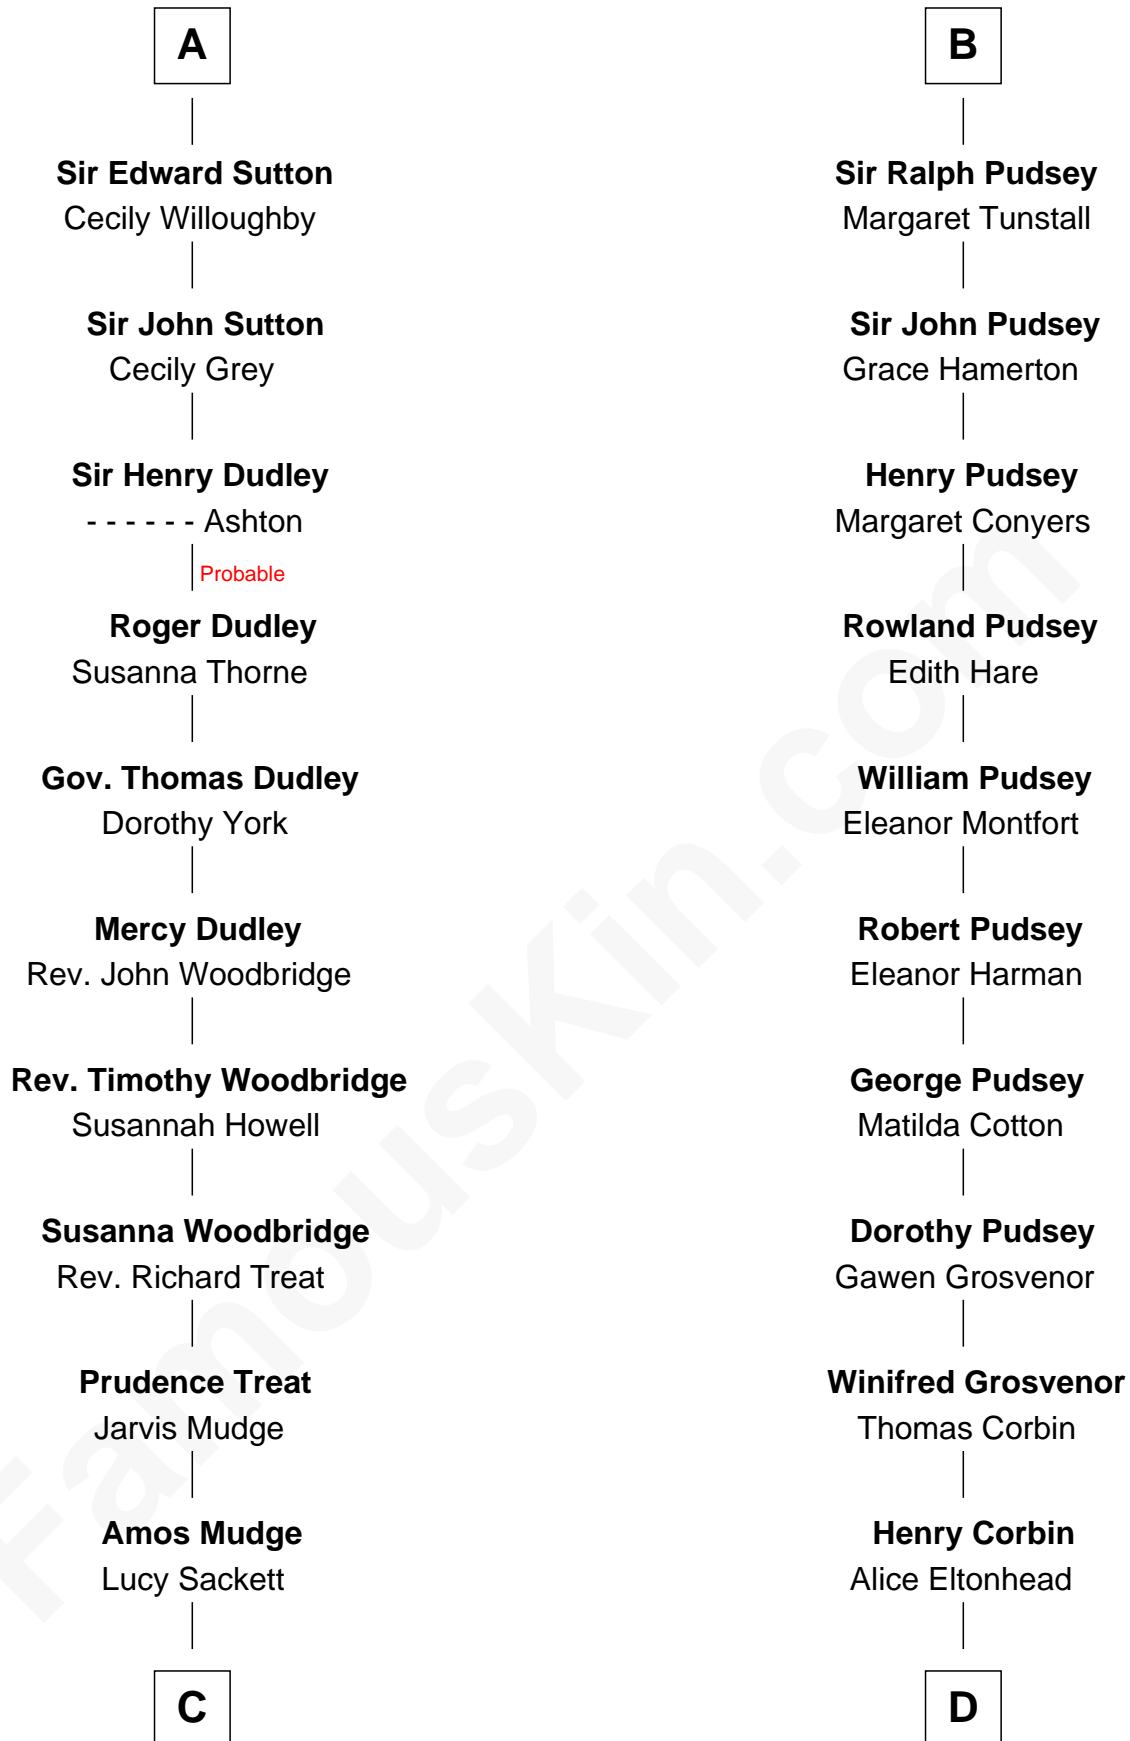 A
Sir Edward Sutton
Cecily Willoughby
Sir John Sutton
Cecily Grey
Sir Henry Dudley
- - - - - - Ashton
Probable
Roger Dudley
Susanna Thorne
Gov. Thomas Dudley
Dorothy York
Mercy Dudley
Rev. John Woodbridge
Rev. Timothy Woodbridge
Susannah Howell
Susanna Woodbridge
Rev. Richard Treat
Prudence Treat
Jarvis Mudge
Amos Mudge
Lucy Sackett
C
B
Sir Ralph Pudsey
Margaret Tunstall
Sir John Pudsey
Grace Hamerton
Henry Pudsey
Margaret Conyers
Rowland Pudsey
Edith Hare
William Pudsey
Eleanor Montfort
Robert Pudsey
Eleanor Harman
George Pudsey
Matilda Cotton
Dorothy Pudsey
Gawen Grosvenor
Winifred Grosvenor
Thomas Corbin
Henry Corbin
Alice Eltonhead
D
FamousKin.com